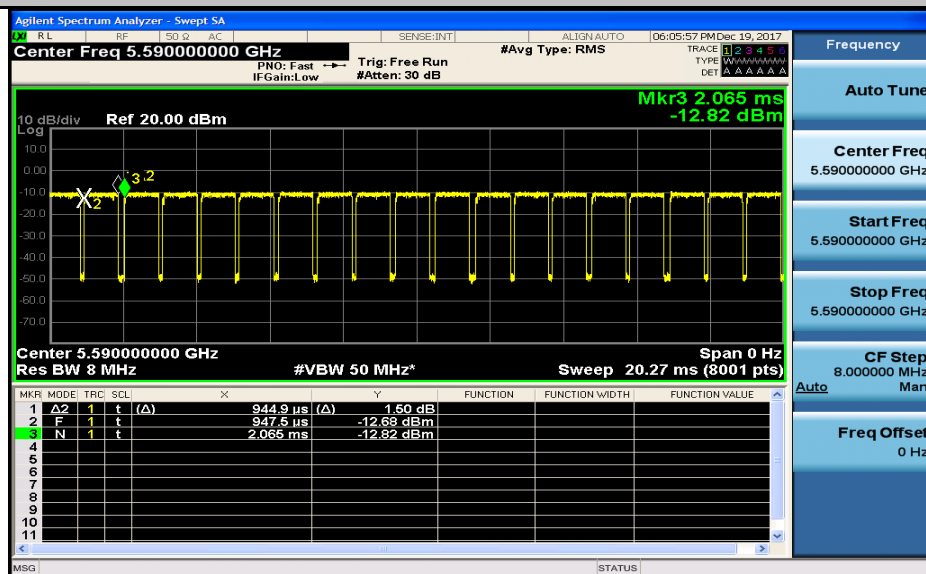 Agilent Spectrum Analyzer - Swept SA
LXI RL RF 50 Ω AC SENSE:INT ALIGN AUTO 06:05:57 PM Dec 19, 2017
Center Freq 5.590000000 GHz
PNO: Fast
IFGain:Low
Trig: Free Run
#Atten: 30 dB
#Avg Type: RMS
TRACE 1 2 3 4 5 6
TYPE WWWWWWW
DET A A A A A A
Mkr3 2.065 ms
-12.82 dBm
10 dB/div Ref 20.00 dBm
Log
10.0
0.00
-10.0
-20.0
-30.0
-40.0
-50.0
-60.0
-70.0
X2
3,2
Center 5.590000000 GHz Span 0 Hz
Res BW 8 MHz #VBW 50 MHz* Sweep 20.27 ms (8001 pts)
MKR MODE TRC SCL X Y FUNCTION FUNCTION WIDTH FUNCTION VALUE
1 Δ2 1 t (Δ) 944.9 µs (Δ) 1.50 dB
2 F 1 t 947.5 µs -12.68 dBm
3 N 1 t 2.065 ms -12.82 dBm
4
5
6
7
8
9
10
11
MSG STATUS
Frequency
Auto Tune
Center Freq
5.590000000 GHz
Start Freq
5.590000000 GHz
Stop Freq
5.590000000 GHz
CF Step
8.000000 MHz
Auto Man
Freq Offset
0 Hz